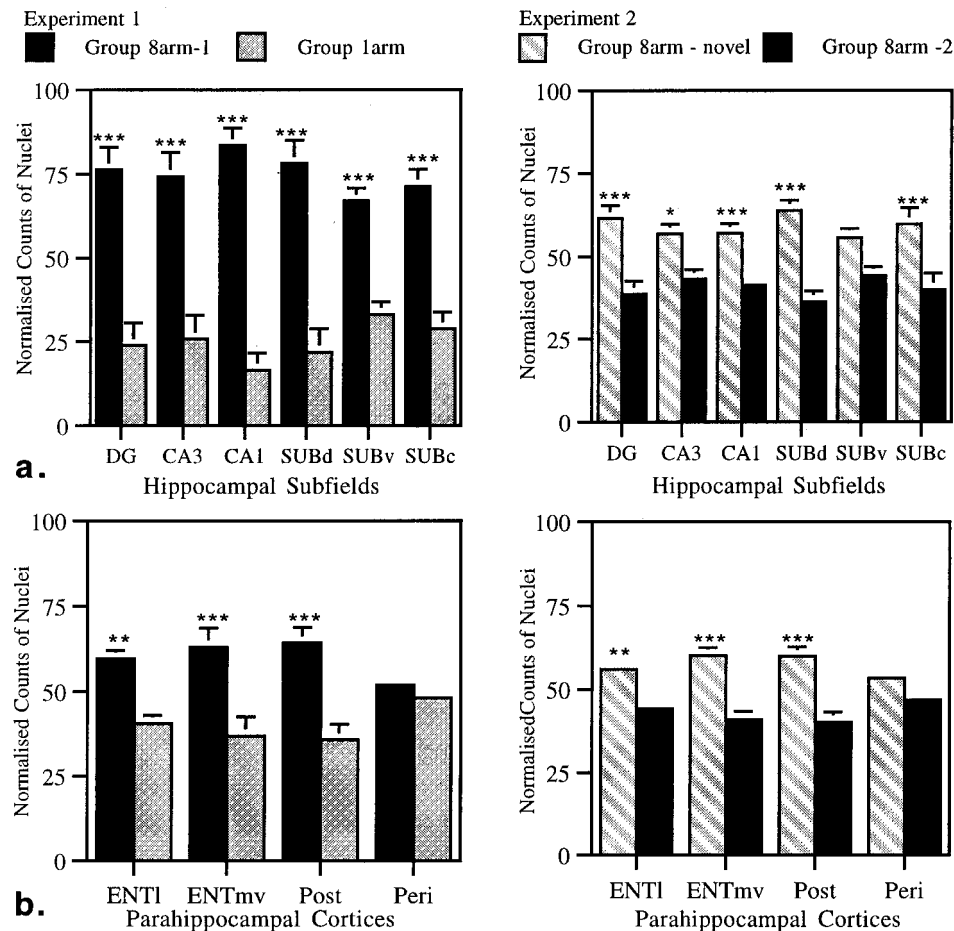 Experiment 1
Group 8arm-1 Group 1arm
Experiment 2
Group 8arm - novel Group 8arm -2
Normalised Counts of Nuclei
100
75
50
25
0
*** *** *** *** *** ***
DG CA3 CA1 SUBd SUBv SUBc
Hippocampal Subfields
a.
Normalised Counts of Nuclei
100
75
50
25
0
*** * *** *** ***
DG CA3 CA1 SUBd SUBv SUBc
Hippocampal Subfields
Normalised Counts of Nuclei
100
75
50
25
0
** *** ***
ENTl ENTmv Post Peri
Parahippocampal Cortices
b.
NormalisedCounts of Nuclei
100
75
50
25
0
** *** ***
ENTl ENTmv Post Peri
Parahippocampal Cortices